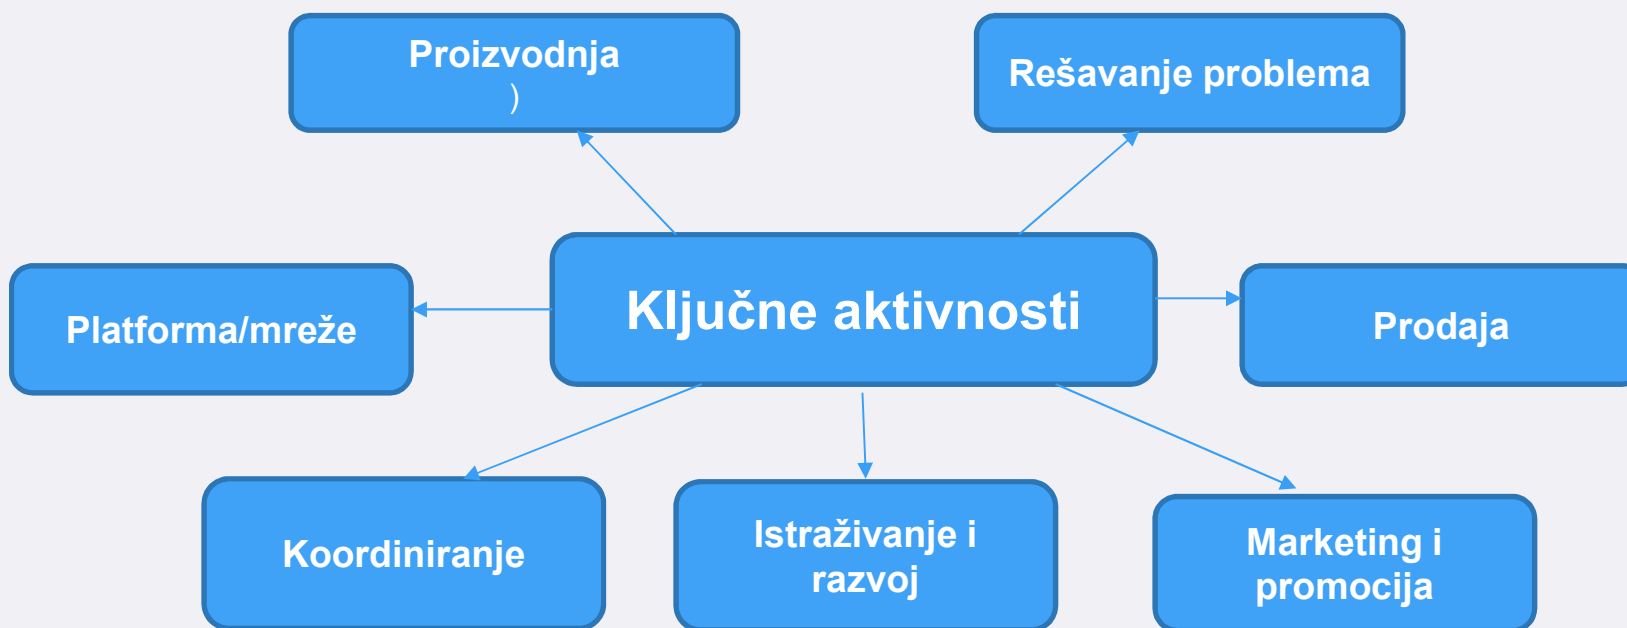 Proizvodnja
)
Rešavanje problema
Ključne aktivnosti
Platforma/mreže
Prodaja
Koordiniranje
Istraživanje i
razvoj
Marketing i
promocija